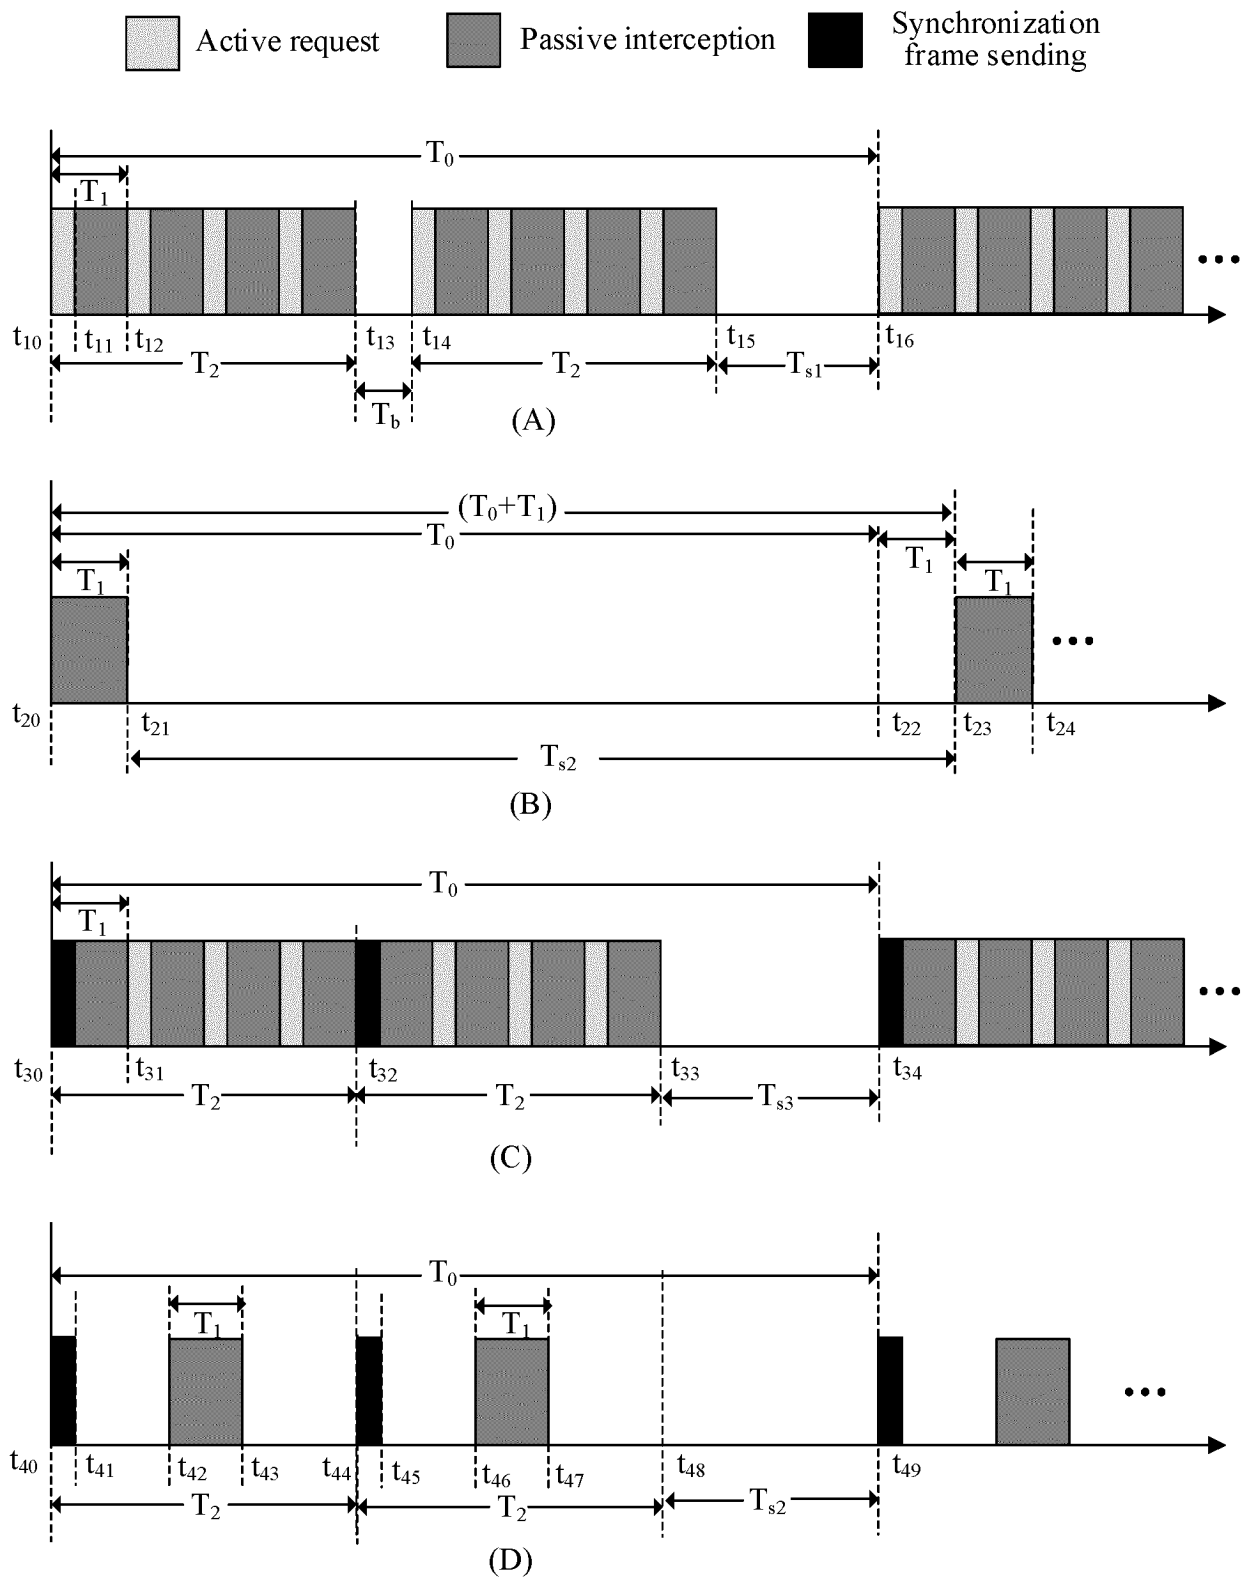 Active request
Passive interception
Synchronization
frame sending
T0
T1
t10 t11 t12 t13 t14 t15 t16
T2 T2 Ts1
Tb
(A)
(T0+T1)
T0
T1 T1 T1
t20 t21 t22 t23 t24
Ts2
(B)
T0
T1
t30 t31 t32 t33 t34
T2 T2 Ts3
(C)
T0
T1 T1
t40 t41 t42 t43 t44 t45 t46 t47 t48 t49
T2 T2 Ts2
(D)